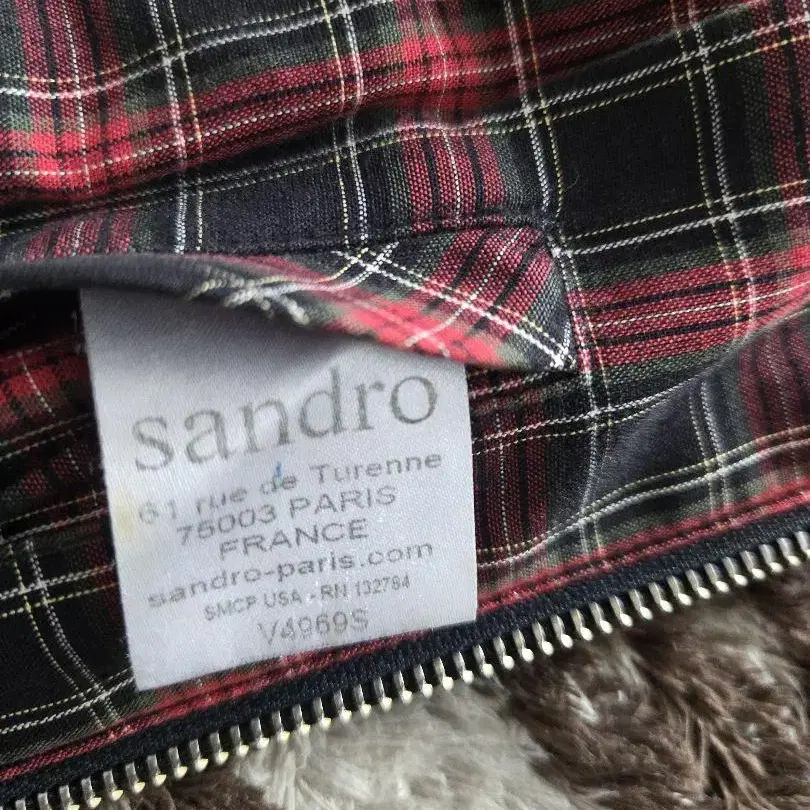 sandro
61 rue de Turenne
75003 PARIS
FRANCE
sandro-paris.com
SMCP USA - RN 132784
V4969S